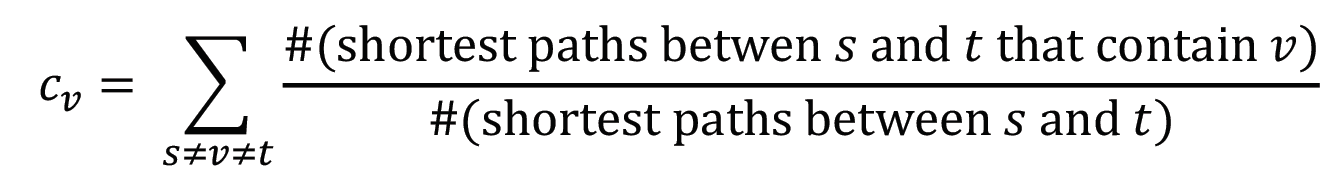 c_v = ∑_{s≠v≠t} #(shortest paths betwen s and t that contain v) / #(shortest paths between s and t)